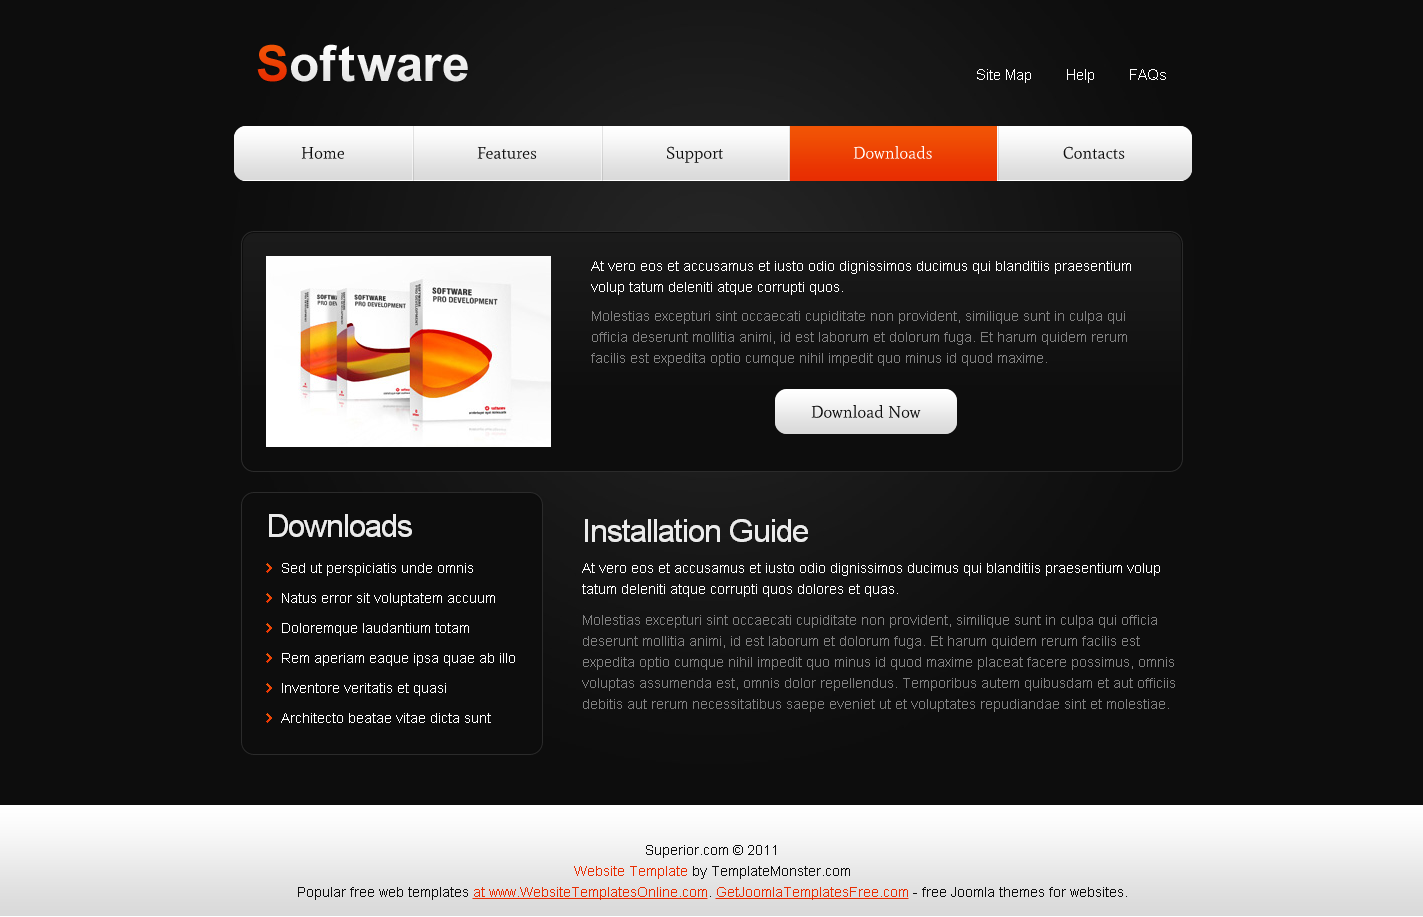 Software
Site Map Help FAQs
Home Features Support Downloads Contacts
SOFTWARE
PRO DEVELOPMENT
SOFTWARE
PRO DEVELOPMENT
At vero eos et accusamus et iusto odio dignissimos ducimus qui blanditiis praesentium
volup tatum deleniti atque corrupti quos.
Molestias excepturi sint occaecati cupiditate non provident, similique sunt in culpa qui
officia deserunt mollitia animi, id est laborum et dolorum fuga. Et harum quidem rerum
facilis est expedita optio cumque nihil impedit quo minus id quod maxime.
Download Now
Downloads
Sed ut perspiciatis unde omnis
Natus error sit voluptatem accuum
Doloremque laudantium totam
Rem aperiam eaque ipsa quae ab illo
Inventore veritatis et quasi
Architecto beatae vitae dicta sunt
Installation Guide
At vero eos et accusamus et iusto odio dignissimos ducimus qui blanditiis praesentium volup
tatum deleniti atque corrupti quos dolores et quas.
Molestias excepturi sint occaecati cupiditate non provident, similique sunt in culpa qui officia
deserunt mollitia animi, id est laborum et dolorum fuga. Et harum quidem rerum facilis est
expedita optio cumque nihil impedit quo minus id quod maxime placeat facere possimus, omnis
voluptas assumenda est, omnis dolor repellendus. Temporibus autem quibusdam et aut officiis
debitis aut rerum necessitatibus saepe eveniet ut et voluptates repudiandae sint et molestiae.
Superior.com © 2011
Website Template by TemplateMonster.com
Popular free web templates at www.WebsiteTemplatesOnline.com. GetJoomlaTemplatesFree.com - free Joomla themes for websites.